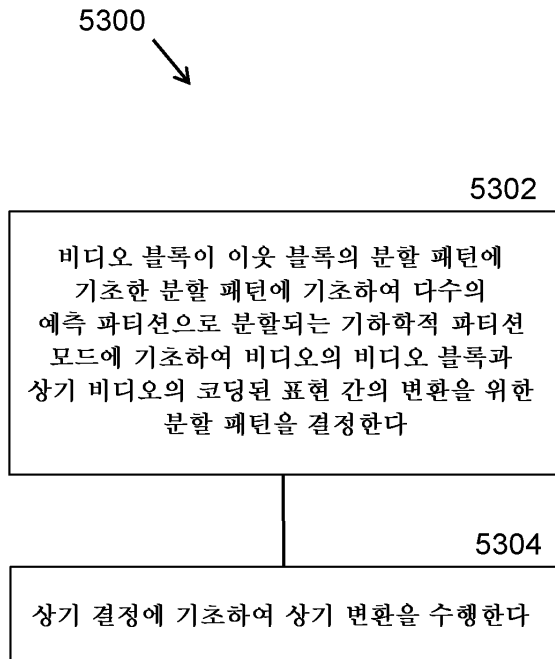 5300
5302
비디오 블록이 이웃 블록의 분할 패턴에
기초한 분할 패턴에 기초하여 다수의
예측 파티션으로 분할되는 기하학적 파티션
모드에 기초하여 비디오의 비디오 블록과
상기 비디오의 코딩된 표현 간의 변환을 위한
분할 패턴을 결정한다
5304
상기 결정에 기초하여 상기 변환을 수행한다